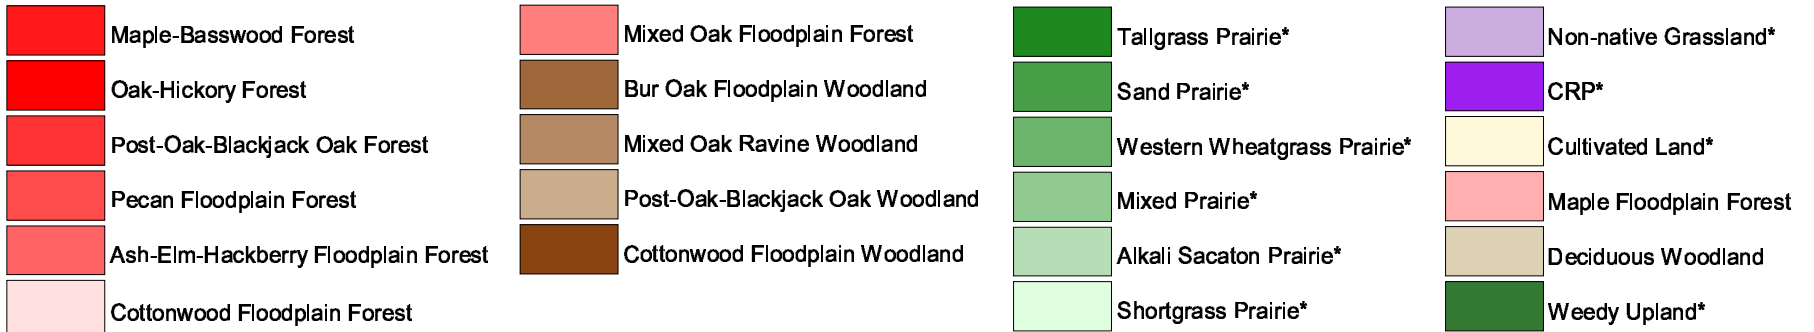 Maple-Basswood Forest
Oak-Hickory Forest
Post-Oak-Blackjack Oak Forest
Pecan Floodplain Forest
Ash-Elm-Hackberry Floodplain Forest
Cottonwood Floodplain Forest
Mixed Oak Floodplain Forest
Bur Oak Floodplain Woodland
Mixed Oak Ravine Woodland
Post-Oak-Blackjack Oak Woodland
Cottonwood Floodplain Woodland
Tallgrass Prairie*
Sand Prairie*
Western Wheatgrass Prairie*
Mixed Prairie*
Alkali Sacaton Prairie*
Shortgrass Prairie*
Non-native Grassland*
CRP*
Cultivated Land*
Maple Floodplain Forest
Deciduous Woodland
Weedy Upland*